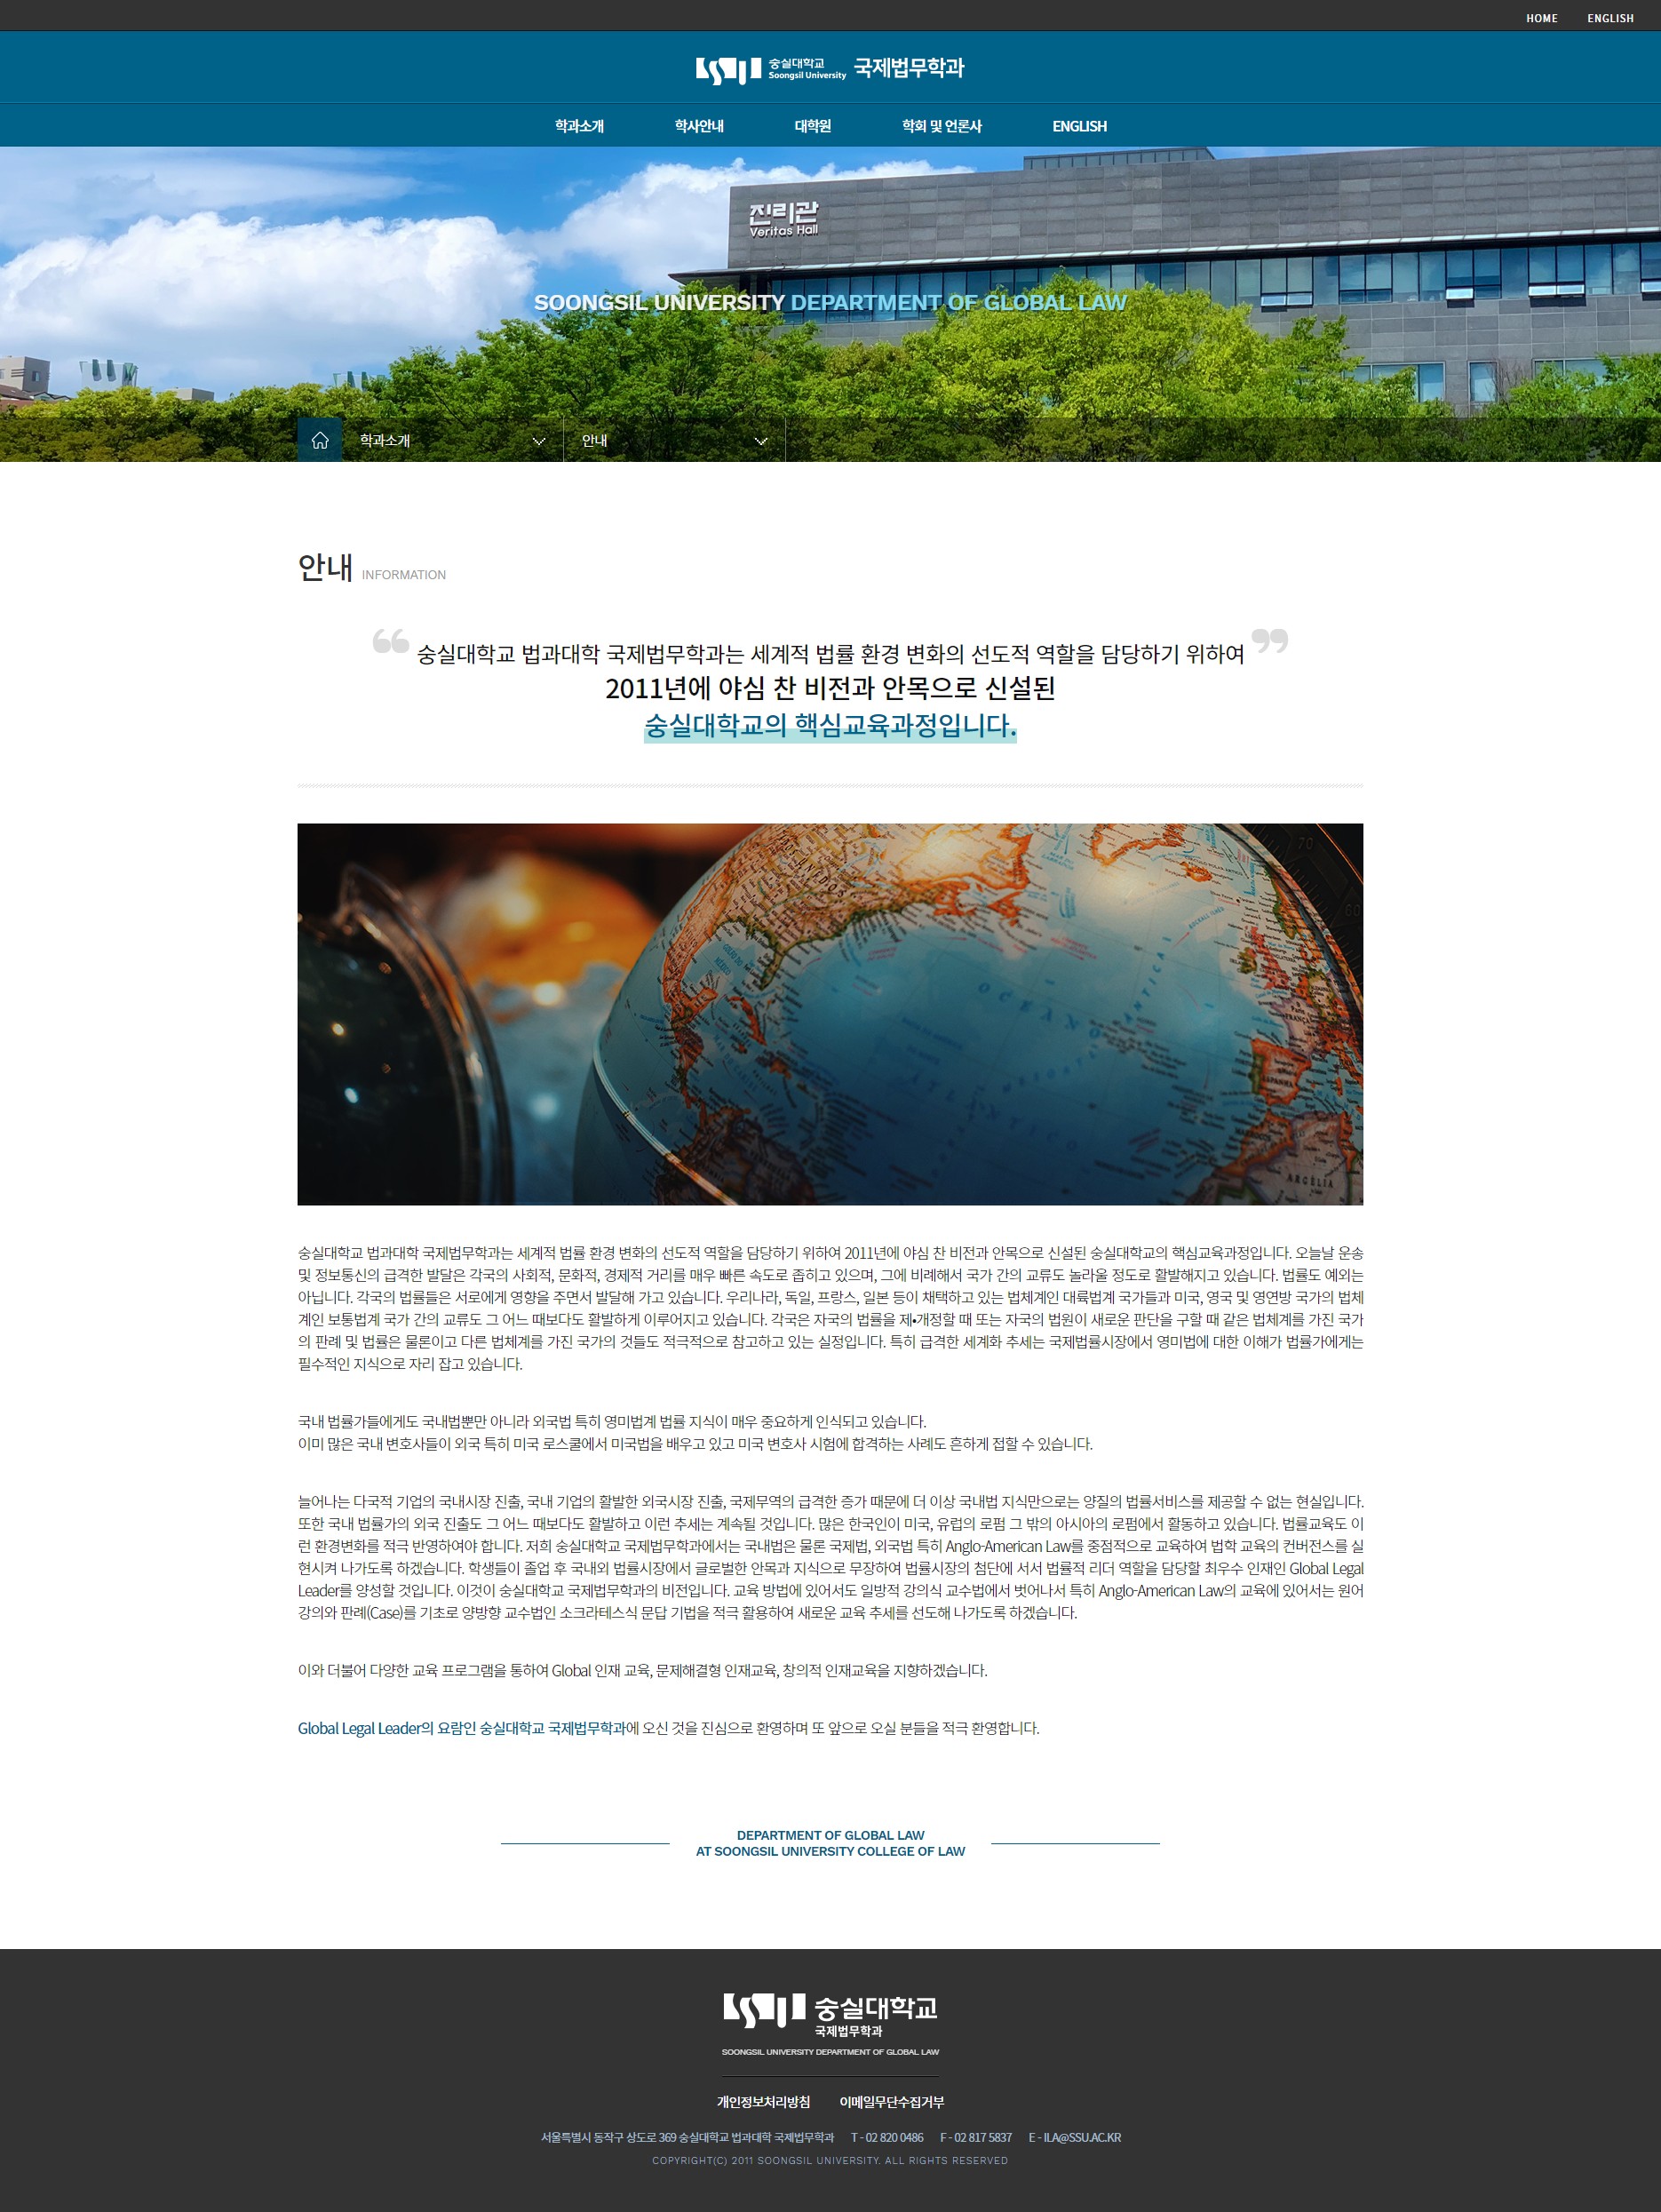 HOME ENGLISH
숭실대학교
Soongsil University
국제법무학과
학과소개 학사안내 대학원 학회 및 언론사 ENGLISH
진리관
Veritas Hall
SOONGSIL UNIVERSITY DEPARTMENT OF GLOBAL LAW
학과소개 안내
안내 INFORMATION
“ 숭실대학교 법과대학 국제법무학과는 세계적 법률 환경 변화의 선도적 역할을 담당하기 위하여 ”
2011년에 야심 찬 비전과 안목으로 신설된
숭실대학교의 핵심교육과정입니다.
OCEANO
ATLANTICO
ARGELIA
70
60
숭실대학교 법과대학 국제법무학과는 세계적 법률 환경 변화의 선도적 역할을 담당하기 위하여 2011년에 야심 찬 비전과 안목으로 신설된 숭실대학교의 핵심교육과정입니다. 오늘날 운송
및 정보통신의 급격한 발달은 각국의 사회적, 문화적, 경제적 거리를 매우 빠른 속도로 좁히고 있으며, 그에 비례해서 국가 간의 교류도 놀라울 정도로 활발해지고 있습니다. 법률도 예외는
아닙니다. 각국의 법률들은 서로에게 영향을 주면서 발달해 가고 있습니다. 우리나라, 독일, 프랑스, 일본 등이 채택하고 있는 법체계인 대륙법계 국가들과 미국, 영국 및 영연방 국가의 법체
계인 보통법계 국가 간의 교류도 그 어느 때보다도 활발하게 이루어지고 있습니다. 각국은 자국의 법률을 제•개정할 때 또는 자국의 법원이 새로운 판단을 구할 때 같은 법체계를 가진 국가
의 판례 및 법률은 물론이고 다른 법체계를 가진 국가의 것들도 적극적으로 참고하고 있는 실정입니다. 특히 급격한 세계화 추세는 국제법률시장에서 영미법에 대한 이해가 법률가에게는
필수적인 지식으로 자리 잡고 있습니다.
국내 법률가들에게도 국내법뿐만 아니라 외국법 특히 영미법계 법률 지식이 매우 중요하게 인식되고 있습니다.
이미 많은 국내 변호사들이 외국 특히 미국 로스쿨에서 미국법을 배우고 있고 미국 변호사 시험에 합격하는 사례도 흔하게 접할 수 있습니다.
늘어나는 다국적 기업의 국내시장 진출, 국내 기업의 활발한 외국시장 진출, 국제무역의 급격한 증가 때문에 더 이상 국내법 지식만으로는 양질의 법률서비스를 제공할 수 없는 현실입니다.
또한 국내 법률가의 외국 진출도 그 어느 때보다도 활발하고 이런 추세는 계속될 것입니다. 많은 한국인이 미국, 유럽의 로펌 그 밖의 아시아의 로펌에서 활동하고 있습니다. 법률교육도 이
런 환경변화를 적극 반영하여야 합니다. 저희 숭실대학교 국제법무학과에서는 국내법은 물론 국제법, 외국법 특히 Anglo-American Law를 중점적으로 교육하여 법학 교육의 컨버전스를 실
현시켜 나가도록 하겠습니다. 학생들이 졸업 후 국내외 법률시장에서 글로벌한 안목과 지식으로 무장하여 법률시장의 첨단에 서서 법률적 리더 역할을 담당할 최우수 인재인 Global Legal
Leader를 양성할 것입니다. 이것이 숭실대학교 국제법무학과의 비전입니다. 교육 방법에 있어서도 일방적 강의식 교수법에서 벗어나서 특히 Anglo-American Law의 교육에 있어서는 원어
강의와 판례(Case)를 기초로 양방향 교수법인 소크라테스식 문답 기법을 적극 활용하여 새로운 교육 추세를 선도해 나가도록 하겠습니다.
이와 더불어 다양한 교육 프로그램을 통하여 Global 인재 교육, 문제해결형 인재교육, 창의적 인재교육을 지향하겠습니다.
Global Legal Leader의 요람인 숭실대학교 국제법무학과에 오신 것을 진심으로 환영하며 또 앞으로 오실 분들을 적극 환영합니다.
DEPARTMENT OF GLOBAL LAW
AT SOONGSIL UNIVERSITY COLLEGE OF LAW
숭실대학교
국제법무학과
SOONGSIL UNIVERSITY DEPARTMENT OF GLOBAL LAW
개인정보처리방침 이메일무단수집거부
서울특별시 동작구 상도로 369 숭실대학교 법과대학 국제법무학과 T - 02 820 0486 F - 02 817 5837 E - ILA@SSU.AC.KR
COPYRIGHT(C) 2011 SOONGSIL UNIVERSITY. ALL RIGHTS RESERVED